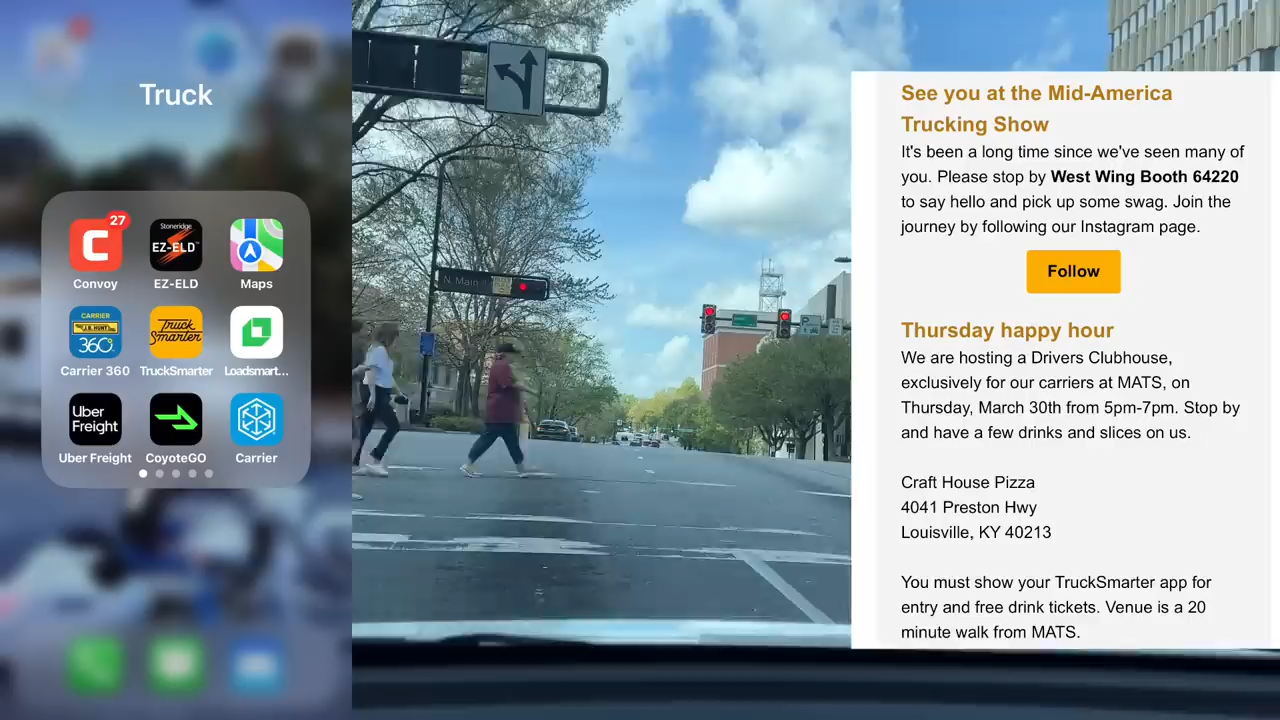 Truck
27
Convoy
Stoneridge
EZ-ELD™
EZ-ELD
Maps
CARRIER
J.B. HUNT
360°
Carrier 360
Truck
Smarter
TruckSmarter
Loadsmart...
Uber
Freight
Uber Freight
CoyoteGO
Carrier
N. Main
See you at the Mid-America
Trucking Show
It's been a long time since we've seen many of
you. Please stop by West Wing Booth 64220
to say hello and pick up some swag. Join the
journey by following our Instagram page.
Follow
Thursday happy hour
We are hosting a Drivers Clubhouse,
exclusively for our carriers at MATS, on
Thursday, March 30th from 5pm-7pm. Stop by
and have a few drinks and slices on us.
Craft House Pizza
4041 Preston Hwy
Louisville, KY 40213
You must show your TruckSmarter app for
entry and free drink tickets. Venue is a 20
minute walk from MATS.